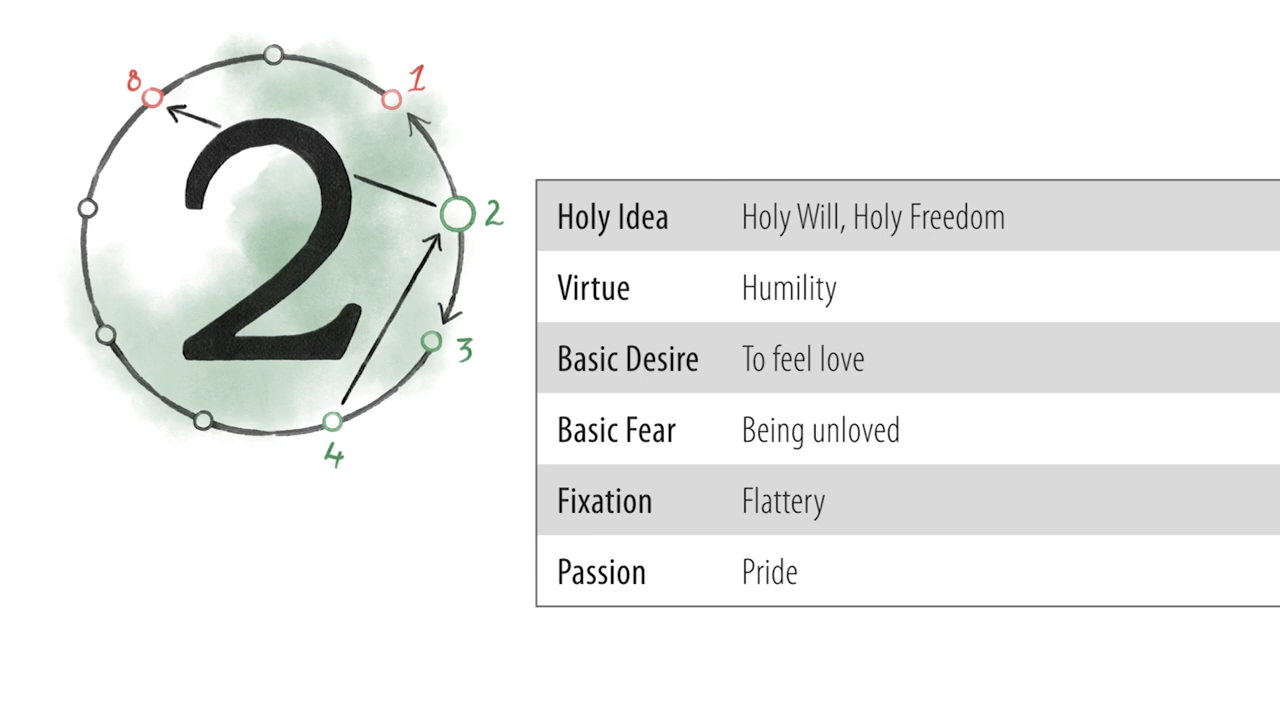 8
1
2
2
3
4
Holy Idea Holy Will, Holy Freedom
Virtue Humility
Basic Desire To feel love
Basic Fear Being unloved
Fixation Flattery
Passion Pride